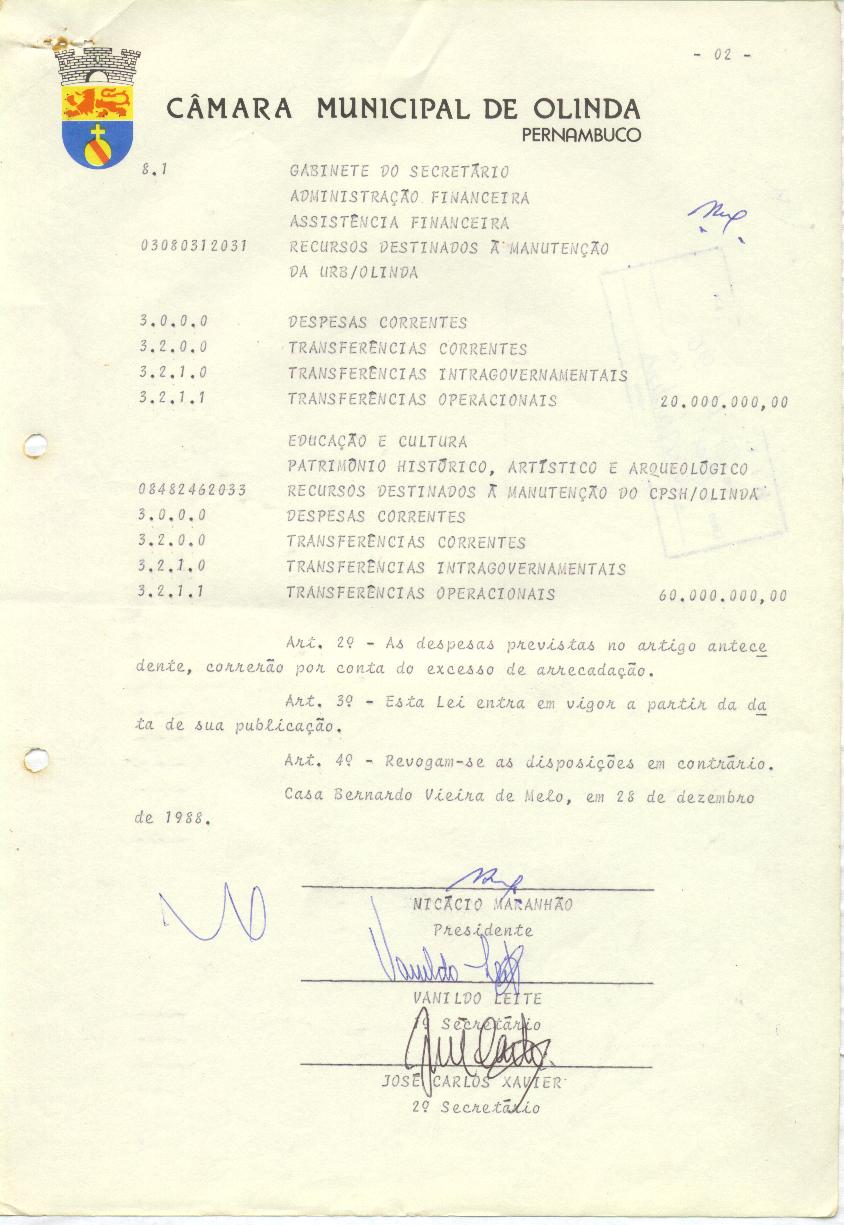 - 02 -
CÂMARA MUNICIPAL DE OLINDA
PERNAMBUCO
8.1 GABINETE DO SECRETÁRIO
ADMINISTRAÇÃO FINANCEIRA
ASSISTÊNCIA FINANCEIRA
03080312031 RECURSOS DESTINADOS À MANUTENÇÃO
DA URB/OLINDA
3.0.0.0 DESPESAS CORRENTES
3.2.0.0 TRANSFERÊNCIAS CORRENTES
3.2.1.0 TRANSFERÊNCIAS INTRAGOVERNAMENTAIS
3.2.1.1 TRANSFERÊNCIAS OPERACIONAIS 20.000.000,00
EDUCAÇÃO E CULTURA
PATRIMÔNIO HISTÓRICO, ARTÍSTICO E ARQUEOLÓGICO
08482462033 RECURSOS DESTINADOS À MANUTENÇÃO DO CPSH/OLINDA
3.0.0.0 DESPESAS CORRENTES
3.2.0.0 TRANSFERÊNCIAS CORRENTES
3.2.1.0 TRANSFERÊNCIAS INTRAGOVERNAMENTAIS
3.2.1.1 TRANSFERÊNCIAS OPERACIONAIS 60.000.000,00
Art. 2º - As despesas previstas no artigo antece
dente, correrão por conta do excesso de arrecadação.
Art. 3º - Esta Lei entra em vigor a partir da da
ta de sua publicação.
Art. 4º - Revogam-se as disposições em contrário.
Casa Bernardo Vieira de Melo, em 28 de dezembro
de 1988.
NICÁCIO MARANHÃO
Presidente
Vanildo Leite
VANILDO LEITE
1º Secretário
JOSÉ CARLOS XAVIER
2º Secretário